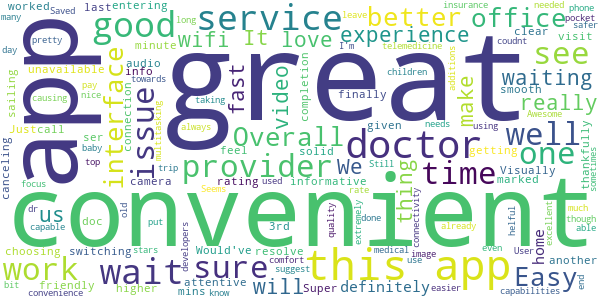 many worked last entering
day Saved
good service office better
pretty long minute wifi It love experience
phone
pocket
needed
insurance
leave
safer
visit
clear
I'm
unavailable audio info
sailing
app
great
see
waiting
really
smooth
fast
video
completion
finally
telemedicine
children
couldnt
additions
make
causing
pay
nice
towards
interface
issue
connection
multitasking
Just call
ser
baby
top
canceling
Overall
taking
always
given
needs
using
Awesome
getting
doctor
well
one
thankfully
sometimes
feel solid
We
thing
Still
Visually
marked
provider
time
trip
camera
rating used informative
rate
focus
dr
us
doc
capable
convenient
able
old
put
stars
developers
Would've
3rd
resolve
quality
extremely
done
medical
image
use
connectivity
already
even
home
User
another
helful
excellent
much
though
end
work
wait
sure
this app
Easy
choosing switching
bit friendly
convenience
higher
mins
attentive
know
will
Super
comfort
suggest
definitely
easier
capabilities
Seems